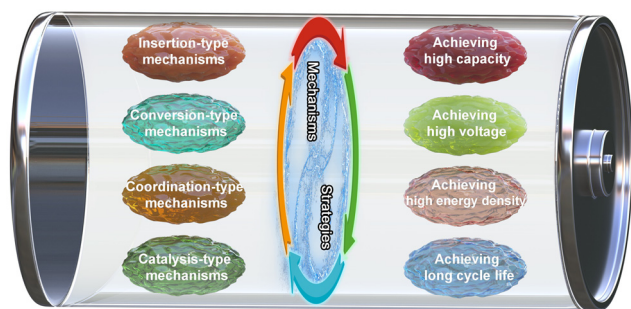 Insertion-type
mechanisms
Conversion-type
mechanisms
Coordination-type
mechanisms
Catalysis-type
mechanisms
Mechanisms
Strategies
Achieving
high capacity
Achieving
high voltage
Achieving
high energy density
Achieving
long cycle life